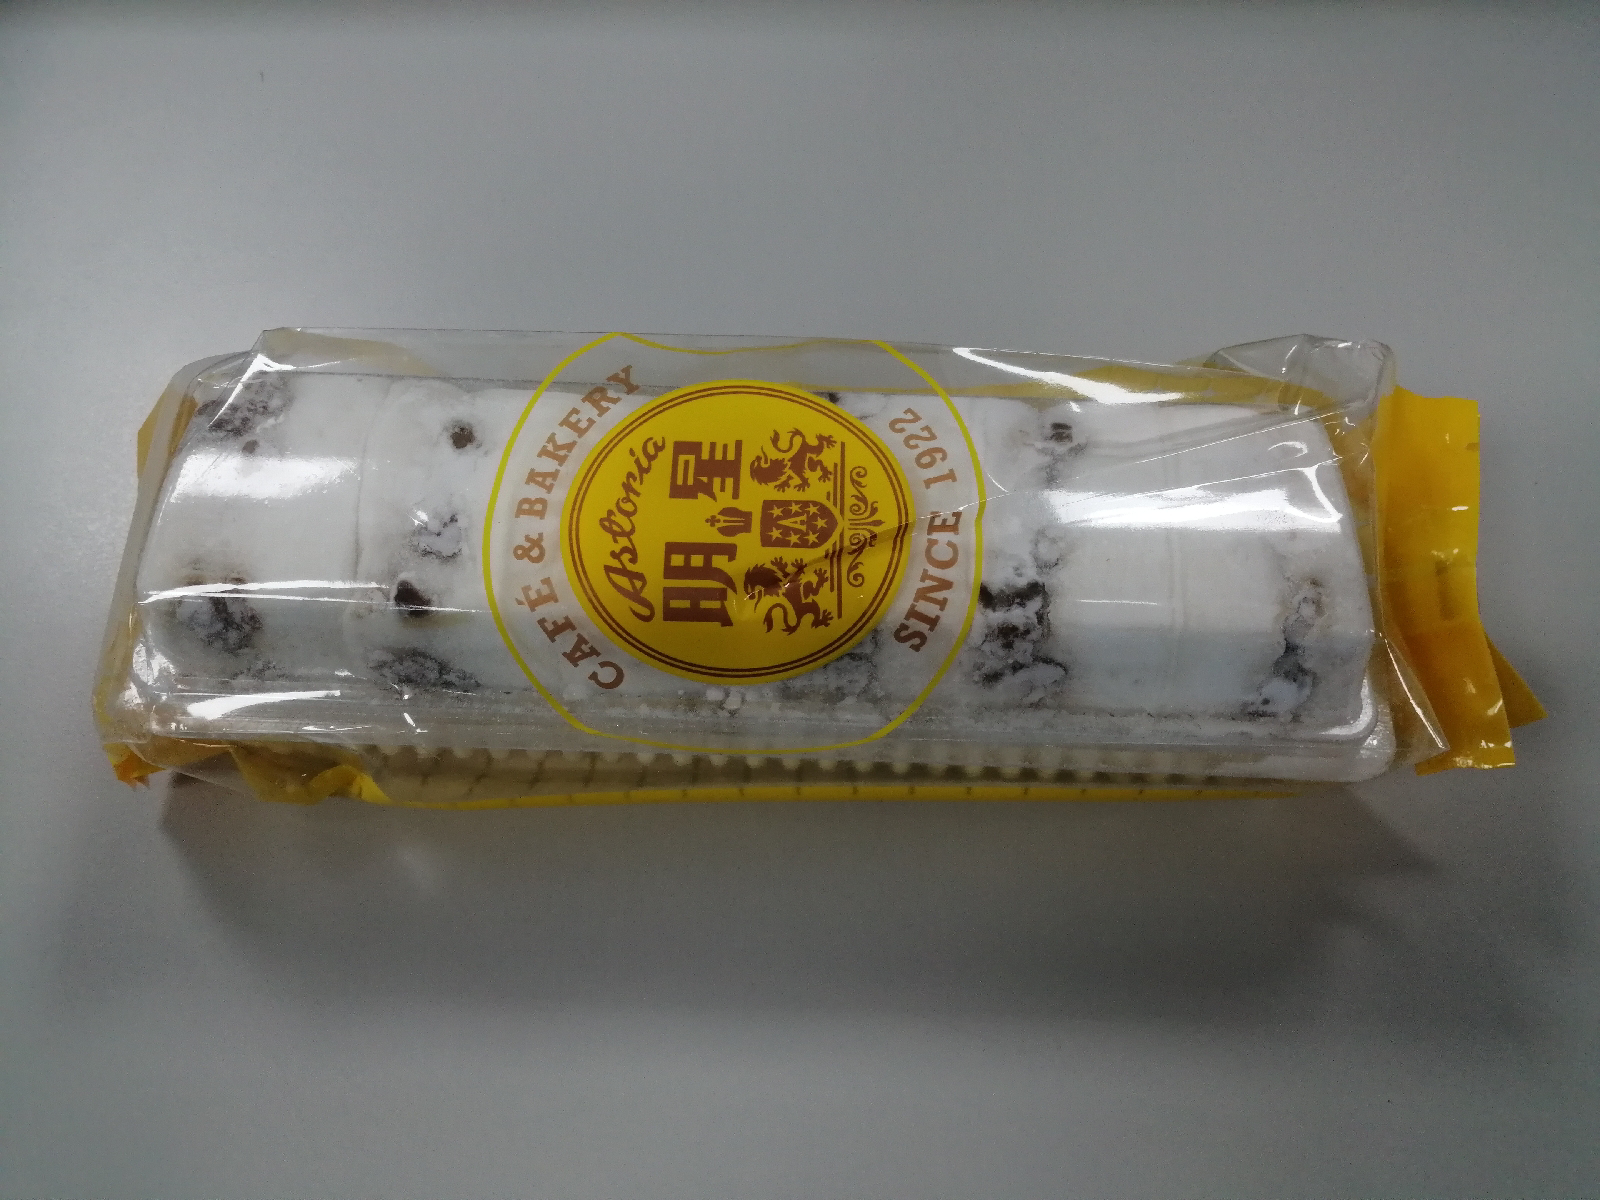 CAFÉ & BAKERY
Astoria
明星
A
SINCE 1922